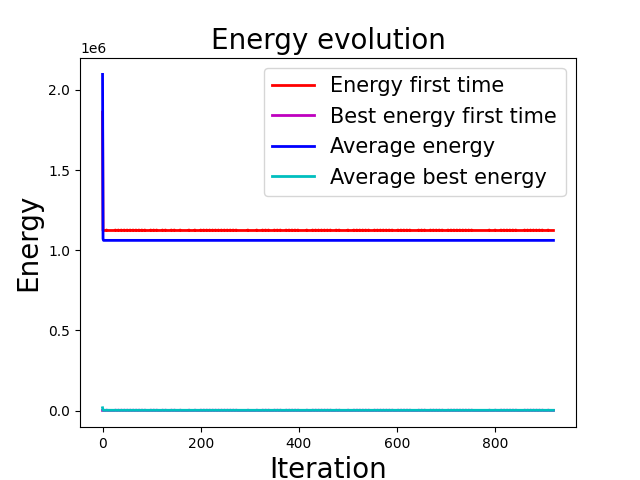 Energy evolution
1e6
Energy first time
Best energy first time
Average energy
Average best energy
2.0
1.5
1.0
0.5
0.0
Energy
0 200 400 600 800
Iteration